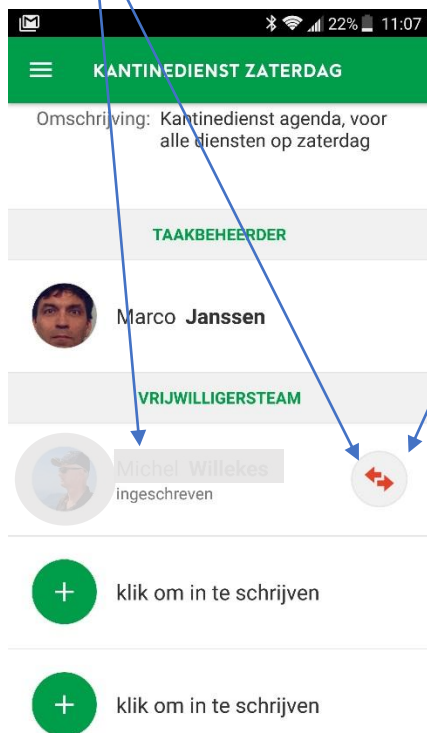 22% 11:07
KANTINEDIENST ZATERDAG
Omschrijving: Kantinedienst agenda, voor
alle diensten op zaterdag
TAAKBEHEERDER
Marco Janssen
VRIJWILLIGERSTEAM
Michel Willekes
ingeschreven
klik om in te schrijven
klik om in te schrijven